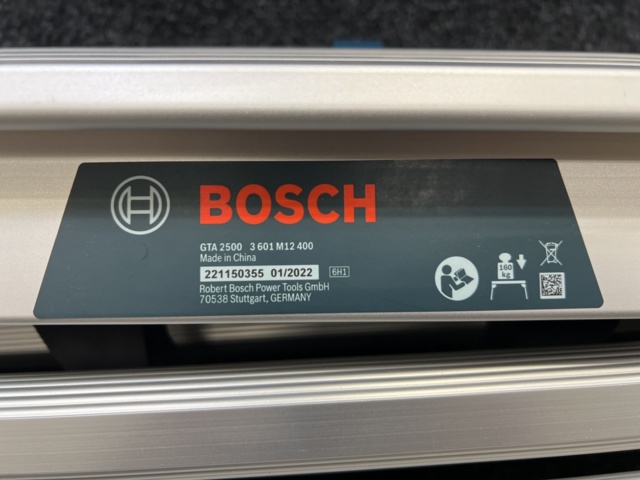 BOSCH
GTA 2500 3 601 M12 400
Made in China
221150355 01/2022 6H1
Robert Bosch Power Tools GmbH
70538 Stuttgart, GERMANY
160
kg